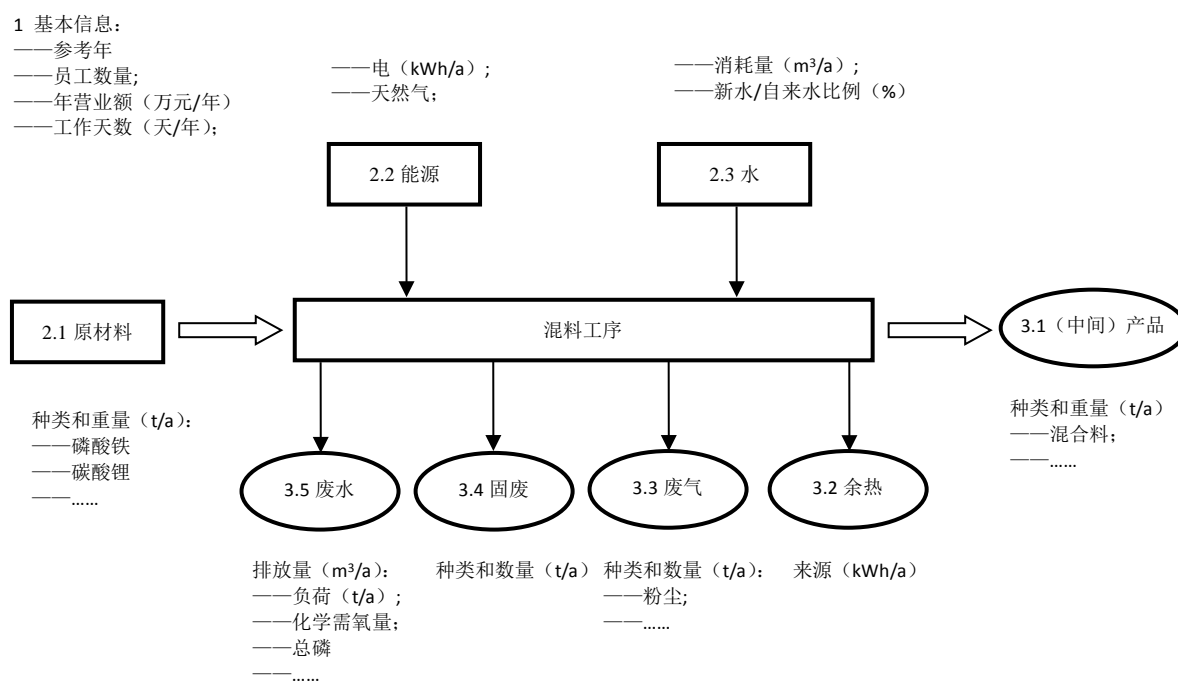 1 基本信息：
——参考年
——员工数量;
——年营业额（万元/年）
——工作天数（天/年）;
——电（kWh/a）;
——天然气;
——消耗量（m³/a）;
——新水/自来水比例（%）
2.2 能源
2.3 水
2.1 原材料
混料工序
3.1（中间）产品
种类和重量（t/a）：
——磷酸铁
——碳酸锂
——……
种类和重量（t/a）
——混合料;
——……
3.5 废水
3.4 固废
3.3 废气
3.2 余热
排放量（m³/a）：
——负荷（t/a）;
——化学需氧量;
——总磷
——……
种类和数量（t/a）
种类和数量（t/a）：
——粉尘;
——……
来源（kWh/a）